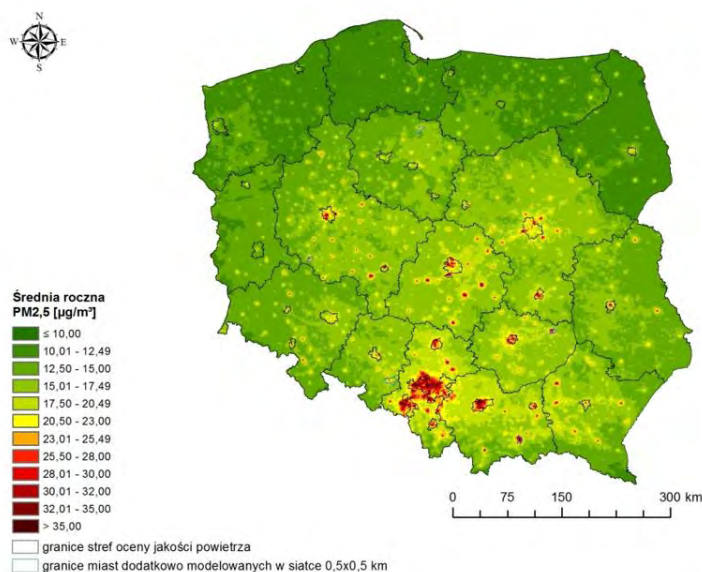 N
W E
S
Średnia roczna
PM2,5 [µg/m³]
≤ 10,00
10,01 - 12,49
12,50 - 15,00
15,01 - 17,49
17,50 - 20,49
20,50 - 23,00
23,01 - 25,49
25,50 - 28,00
28,01 - 30,00
30,01 - 32,00
32,01 - 35,00
> 35,00
granice stref oceny jakości powietrza
granice miast dodatkowo modelowanych w siatce 0,5x0,5 km
0 75 150 300 km